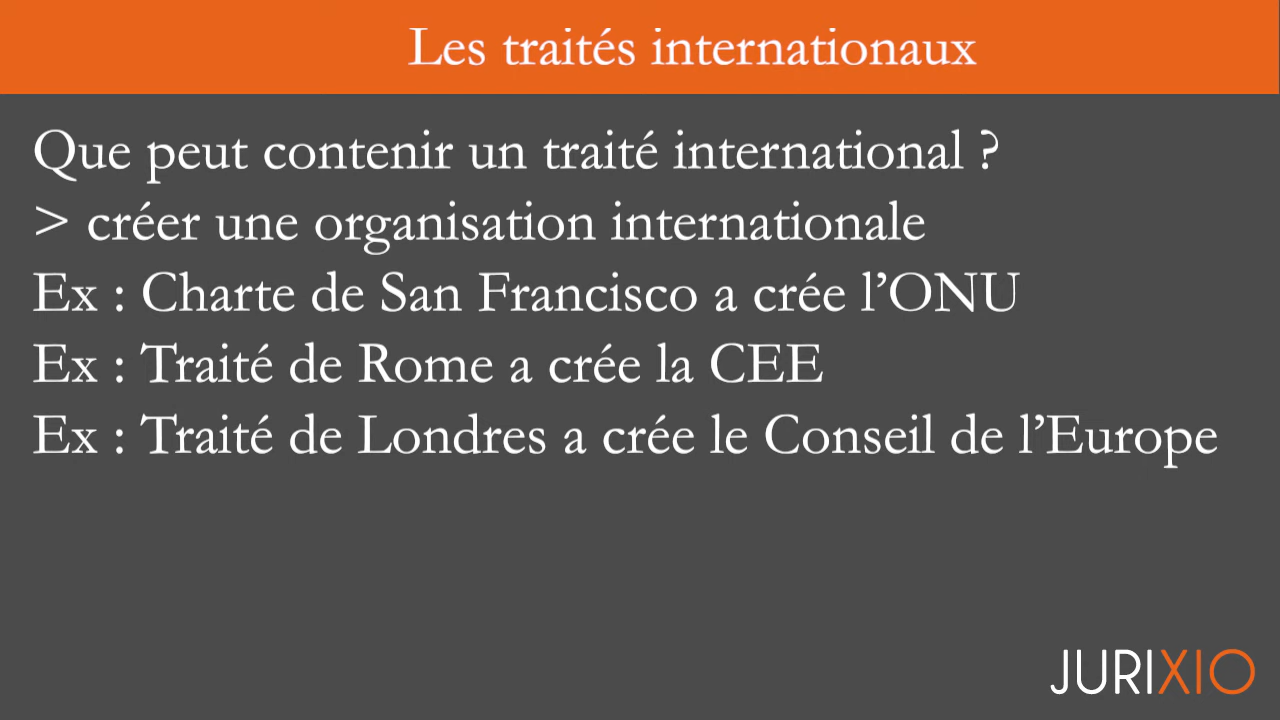 Les traités internationaux
Que peut contenir un traité international ?
> créer une organisation internationale
Ex : Charte de San Francisco a crée l’ONU
Ex : Traité de Rome a crée la CEE
Ex : Traité de Londres a crée le Conseil de l’Europe
JURIXIO